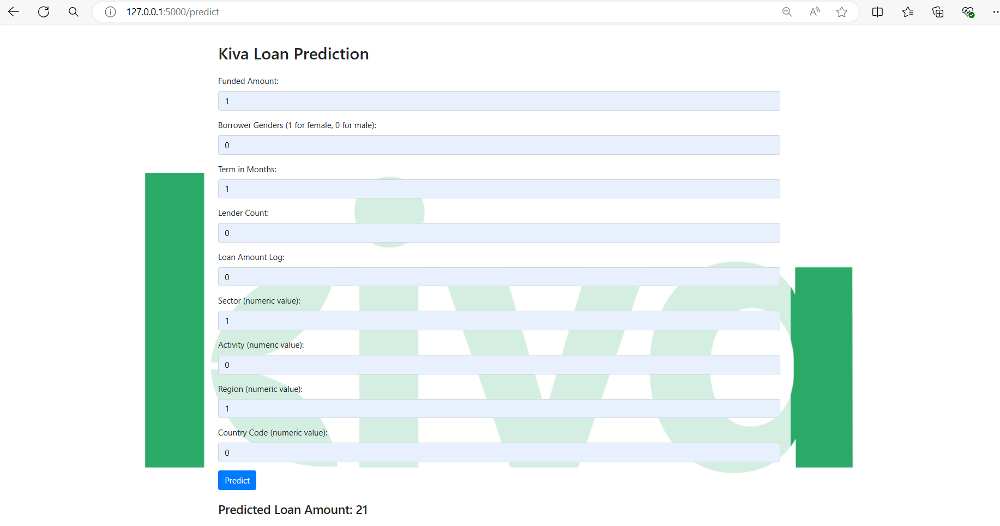 127.0.0.1:5000/predict
Kiva Loan Prediction
Funded Amount:
1
Borrower Genders (1 for female, 0 for male):
0
Term in Months:
1
Lender Count:
0
Loan Amount Log:
0
Sector (numeric value):
1
Activity (numeric value):
0
Region (numeric value):
1
Country Code (numeric value):
0
Predict
Predicted Loan Amount: 21
kiva